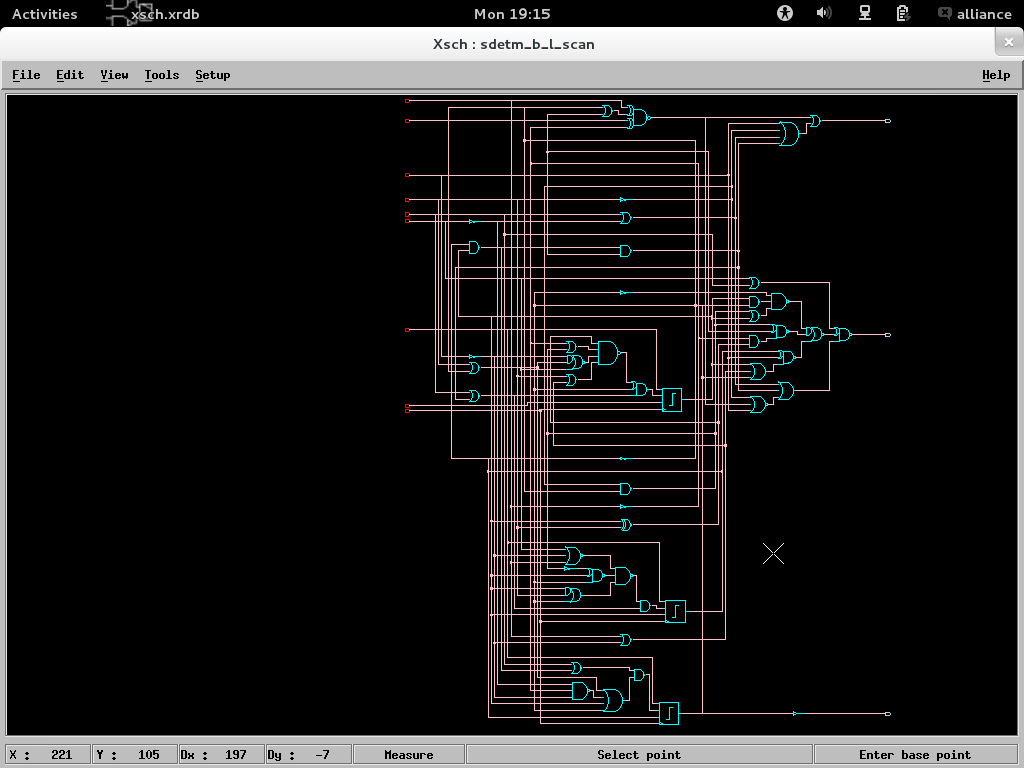 Activities xsch.xrdb Mon 19:15 alliance
Xsch : sdetm_b_l_scan
File Edit View Tools Setup Help
X : 221 Y : 105 Dx : 197 Dy : -7 Measure Select point Enter base point